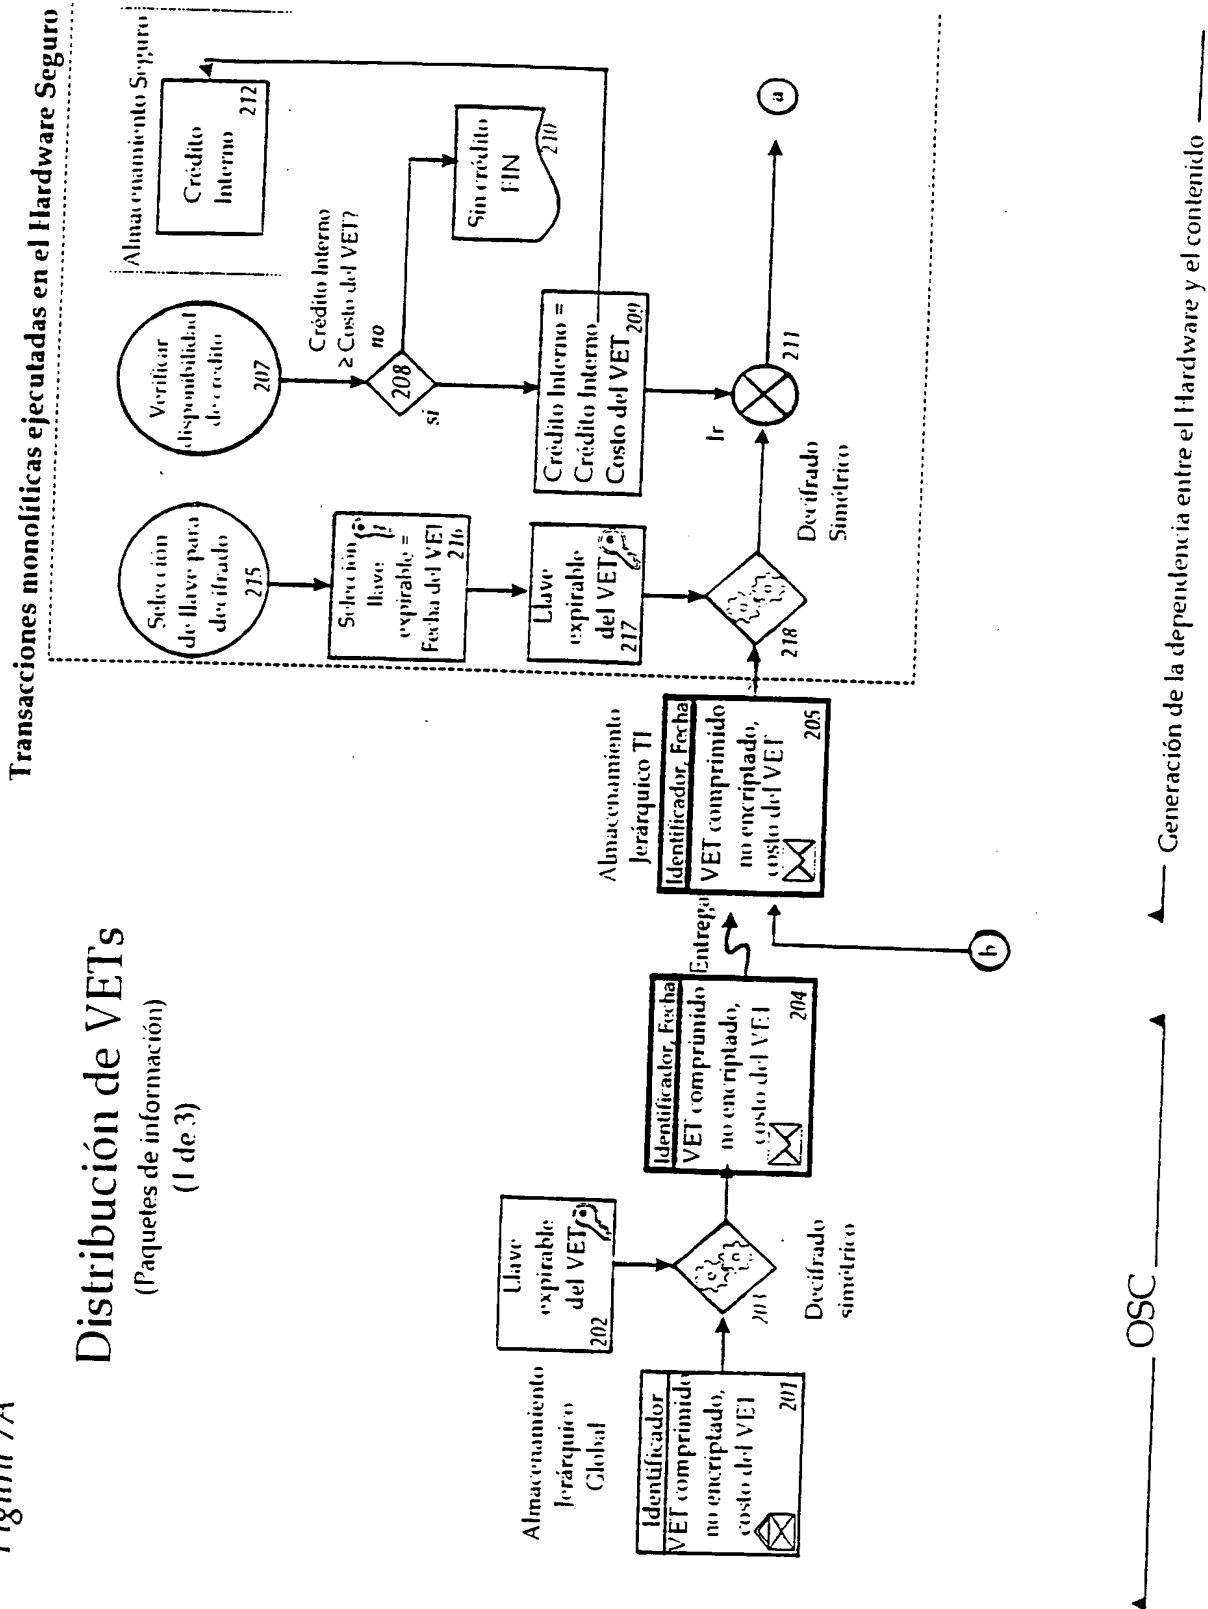 Figura 7A
Distribución de VETs
(Paquetes de información)
(1 de 3)
Transacciones monolíticas ejecutadas en el Hardware Seguro
Almacenamiento Seguro
Selección
de llave para
decifrado
215
Verificar
disponibilidad
de credito
207
Crédito
Interno
212
Selección
llave
expirable =
Fecha del VET
216
Crédito Interno
≥ Costo del VET?
no
208
si
Sin crédito
FIN
210
Llave
expirable
del VET
217
Crédito Interno =
Crédito Interno
Costo del VET
209
Ir
211
a
218
Decifrado
Simétrico
Almacenamiento
Jerárquico TI
Identificador, Fecha
VET comprimido
no encriptado,
costo del VET
205
Entrega
b
Identificador, Fecha
VET comprimido
no encriptado,
costo del VET
204
Llave
expirable
del VET
202
203
Decifrado
simétrico
Almacenamiento
Jerárquico
Global
Identificador
VET comprimido
no encriptado,
costo del VET
201
OSC
Generación de la dependencia entre el Hardware y el contenido